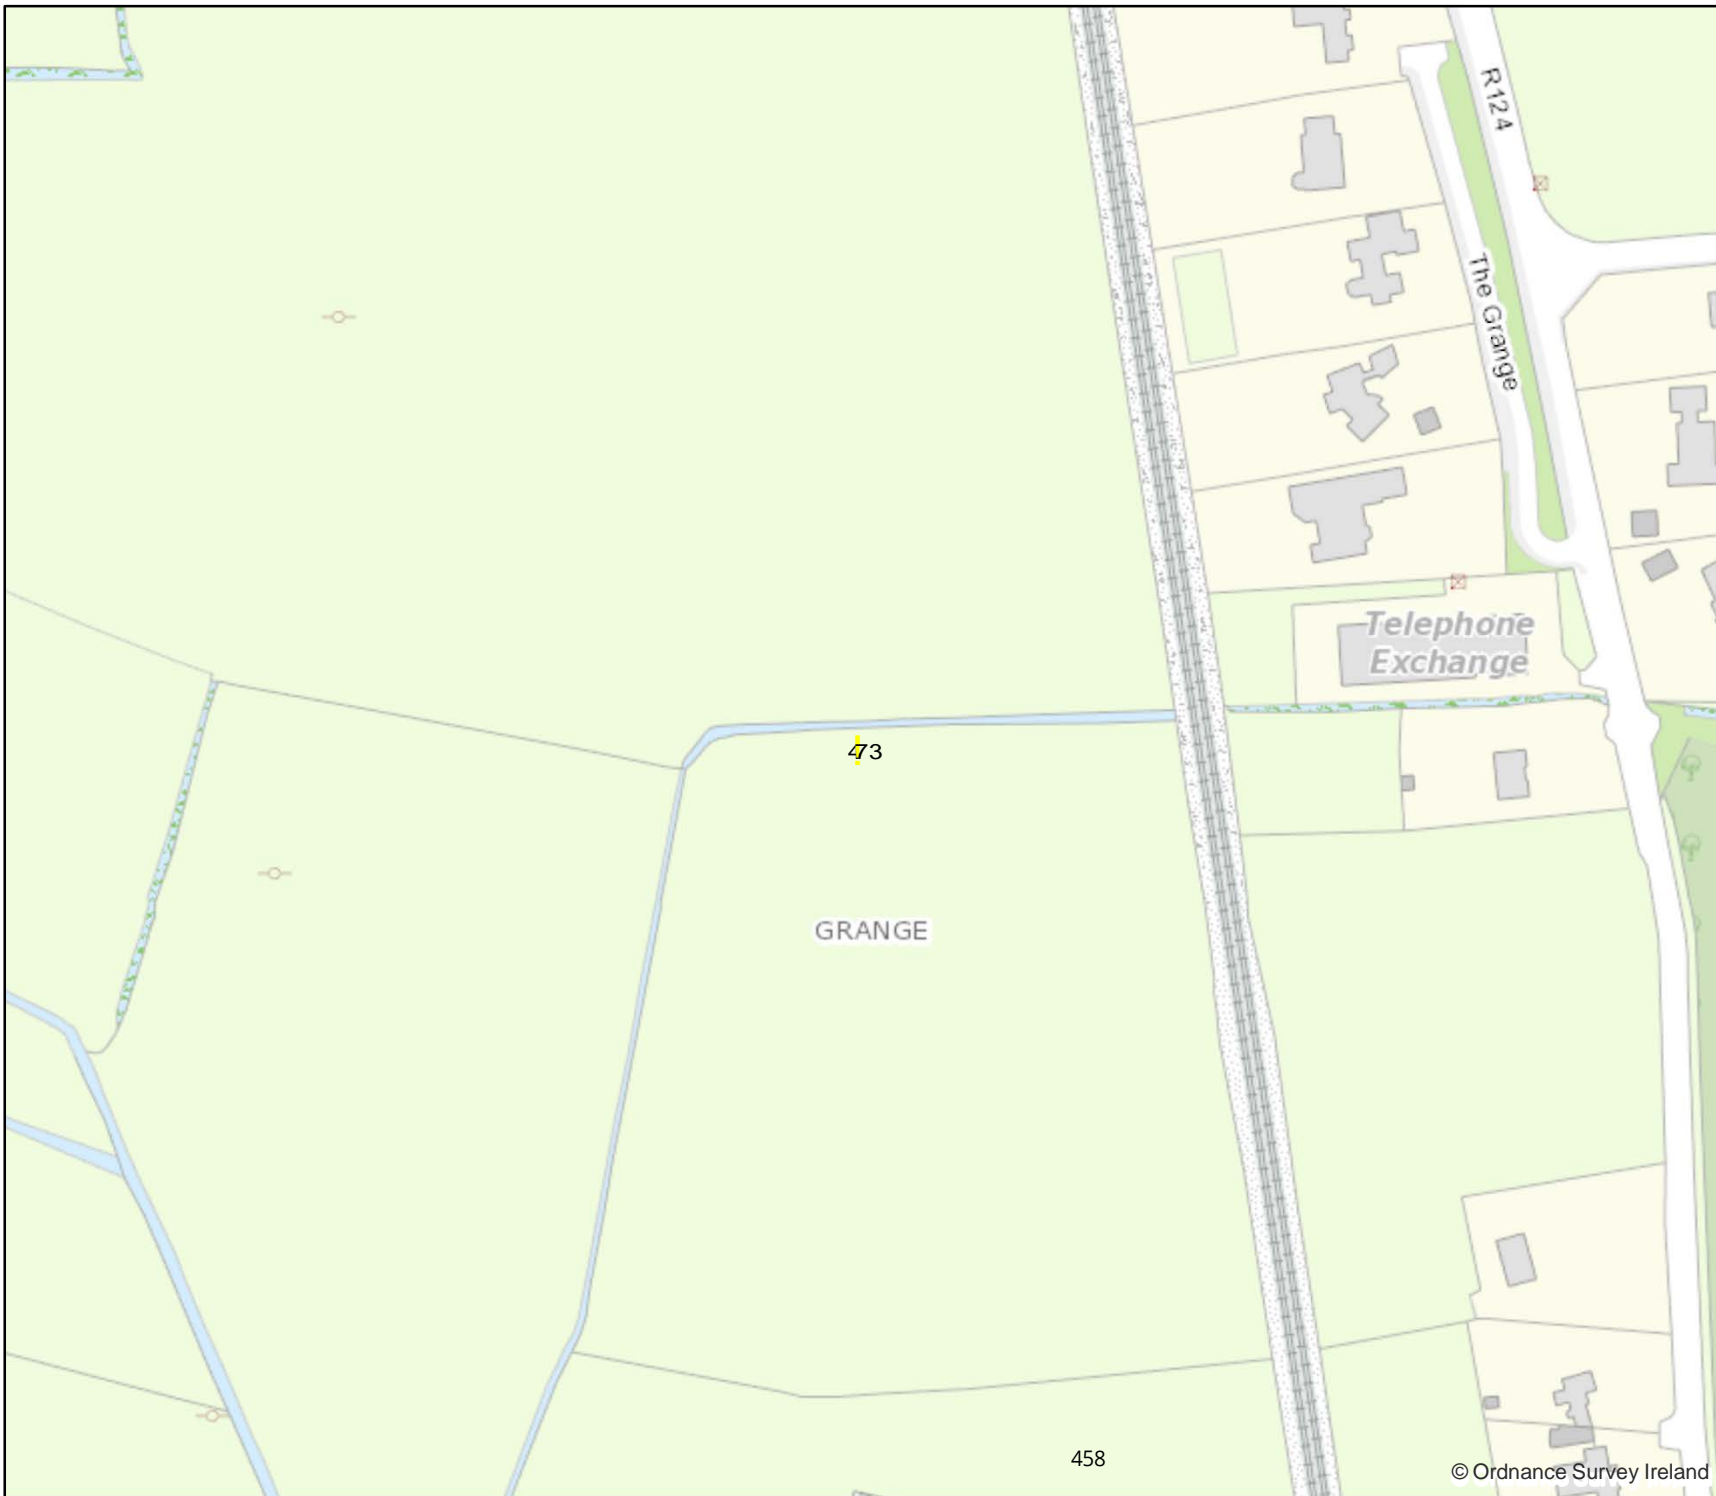 R124
The Grange
Telephone
Exchange
473
GRANGE
458
© Ordnance Survey Ireland